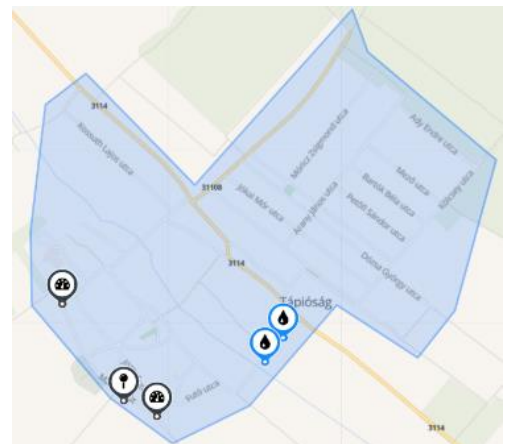 3114
Kossuth Lajos utca
31108
Jókai Mór utca
Móricz Zsigmond utca
Arany János utca
Ady Endre utca
Mező utca
Bartók Béla utca
Petőfi Sándor utca
Kölcsey utca
Dózsa György utca
3114
Tápióság
Futó utca
3114